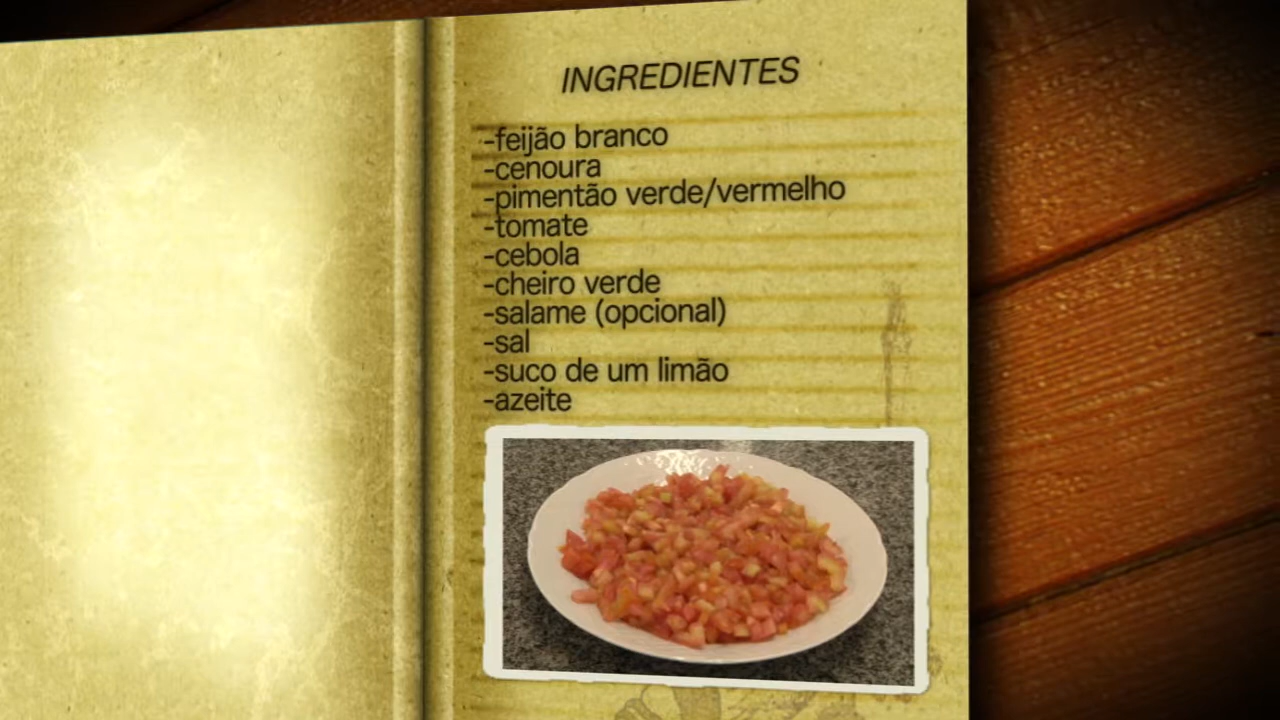 INGREDIENTES
-feijão branco
-cenoura
-pimentão verde/vermelho
-tomate
-cebola
-cheiro verde
-salame (opcional)
-sal
-suco de um limão
-azeite